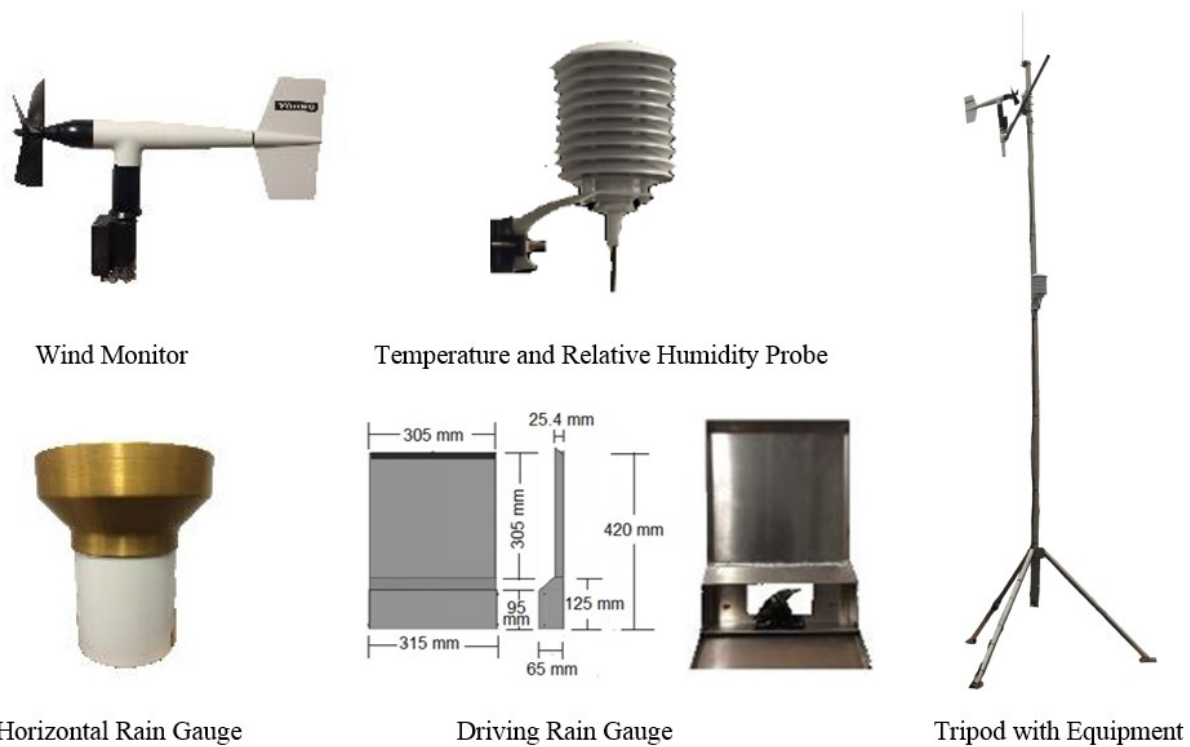 YOUNG
Wind Monitor
Temperature and Relative Humidity Probe
25.4 mm
305 mm
305 mm
420 mm
95
mm
125 mm
315 mm
65 mm
Horizontal Rain Gauge
Driving Rain Gauge
Tripod with Equipment